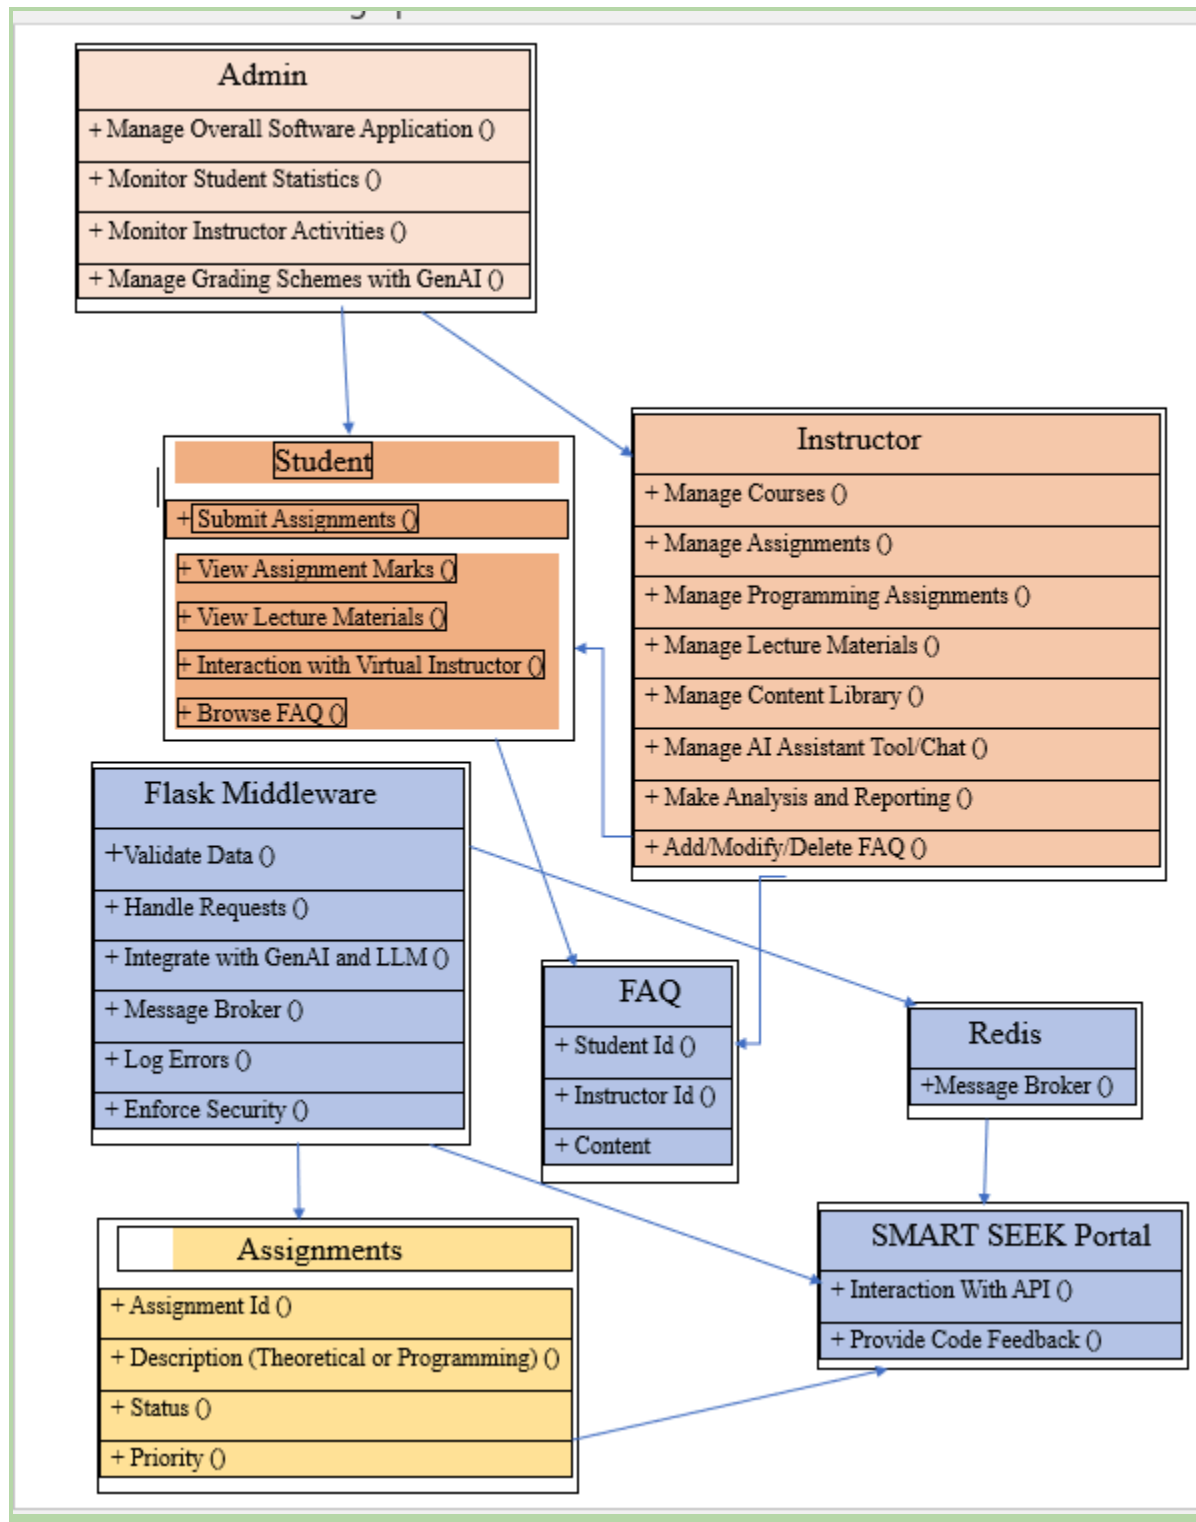 Admin
+ Manage Overall Software Application ()
+ Monitor Student Statistics ()
+ Monitor Instructor Activities ()
+ Manage Grading Schemes with GenAI ()
Student
+ Submit Assignments ()
+ View Assignment Marks ()
+ View Lecture Materials ()
+ Interaction with Virtual Instructor ()
+ Browse FAQ ()
Instructor
+ Manage Courses ()
+ Manage Assignments ()
+ Manage Programming Assignments ()
+ Manage Lecture Materials ()
+ Manage Content Library ()
+ Manage AI Assistant Tool/Chat ()
+ Make Analysis and Reporting ()
+ Add/Modify/Delete FAQ ()
Flask Middleware
+Validate Data ()
+ Handle Requests ()
+ Integrate with GenAI and LLM ()
+ Message Broker ()
+ Log Errors ()
+ Enforce Security ()
FAQ
+ Student Id ()
+ Instructor Id ()
+ Content
Redis
+Message Broker ()
Assignments
+ Assignment Id ()
+ Description (Theoretical or Programming) ()
+ Status ()
+ Priority ()
SMART SEEK Portal
+ Interaction With API ()
+ Provide Code Feedback ()